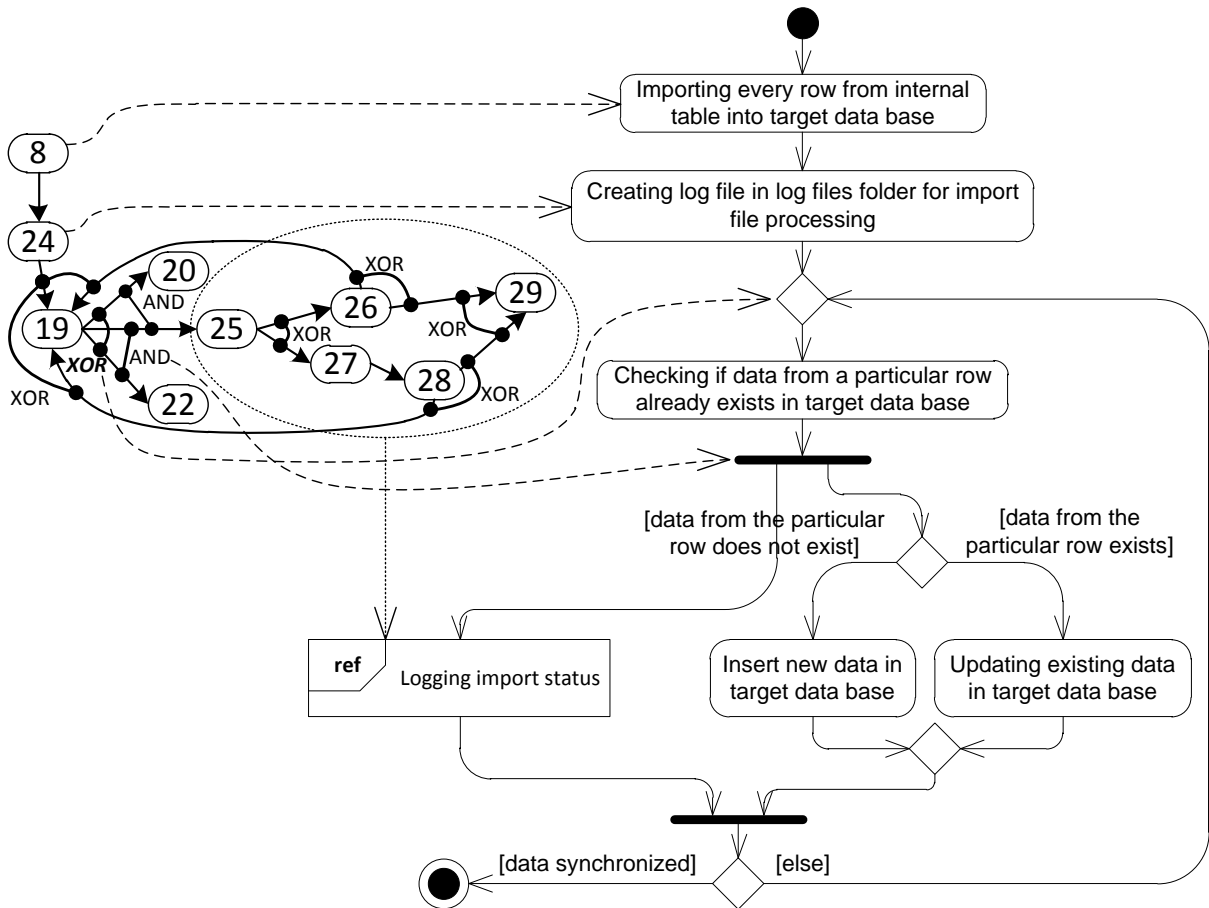 Importing every row from internal
table into target data base
8
Creating log file in log files folder for import
file processing
24
20
XOR
AND
26
29
19
25
XOR
XOR
XOR
AND
27
28
XOR
XOR
22
Checking if data from a particular row
already exists in target data base
[data from the particular
row does not exist]
[data from the
particular row exists]
ref
Logging import status
Insert new data in
target data base
Updating existing data
in target data base
[data synchronized]
[else]